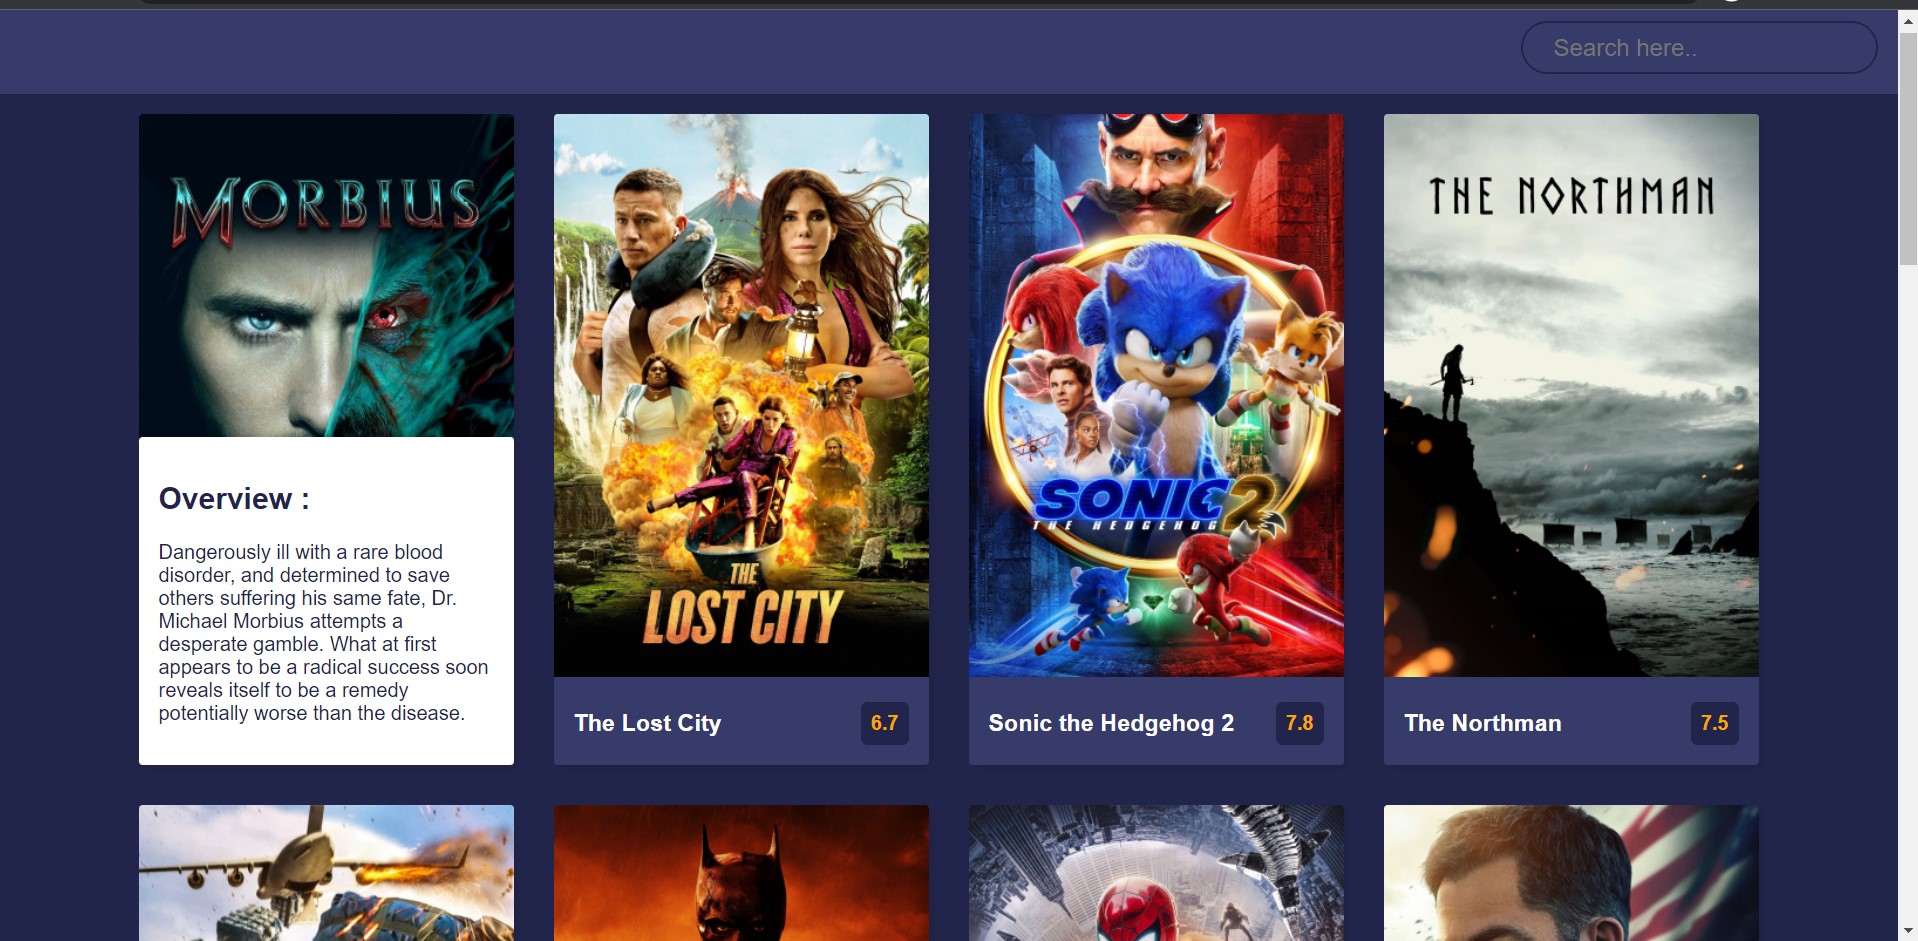 Search here..
MORBIUS
Overview :
Dangerously ill with a rare blood
disorder, and determined to save
others suffering his same fate, Dr.
Michael Morbius attempts a
desperate gamble. What at first
appears to be a radical success soon
reveals itself to be a remedy
potentially worse than the disease.
THE
LOST CITY
The Lost City
6.7
SONIC 2
THE HEDGEHOG
Sonic the Hedgehog 2
7.8
THE NORTHMAN
The Northman
7.5